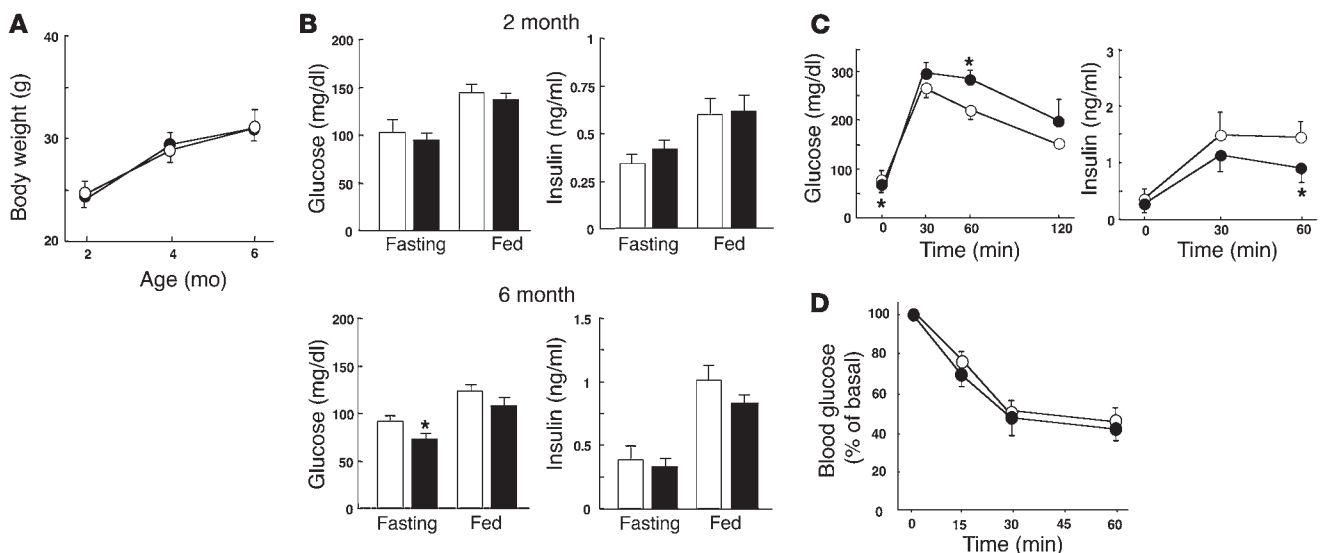 A
Body weight (g)
40
30
20
2
4
6
Age (mo)
B
2 month
Glucose (mg/dl)
200
150
100
50
0
Fasting
Fed
Insulin (ng/ml)
1
0.75
0.5
0.25
0
Fasting
Fed
6 month
Glucose (mg/dl)
200
150
100
50
0
*
Fasting
Fed
Insulin (ng/ml)
1.5
1
0.5
0
Fasting
Fed
C
Glucose (mg/dl)
300
200
100
0
*
*
0
30
60
120
Time (min)
Insulin (ng/ml)
3
2
1
0
*
0
30
60
Time (min)
D
Blood glucose
(% of basal)
100
80
60
40
20
0
0
15
30
45
60
Time (min)